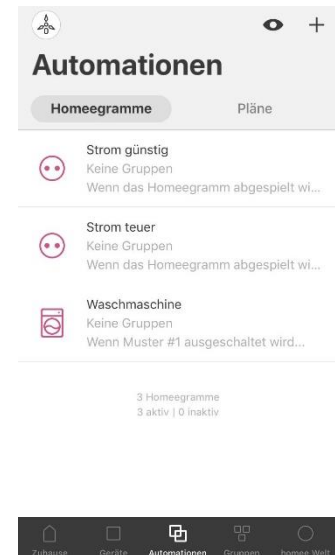 Automationen
Homeegramme Pläne
Strom günstig
Keine Gruppen
Wenn das Homeegramm abgespielt wi...
Strom teuer
Keine Gruppen
Wenn das Homeegramm abgespielt wi...
Waschmaschine
Keine Gruppen
Wenn Muster #1 ausgeschaltet wird...
3 Homeegramme
3 aktiv | 0 inaktiv
Zuhause Geräte Automationen Gruppen homee Welt